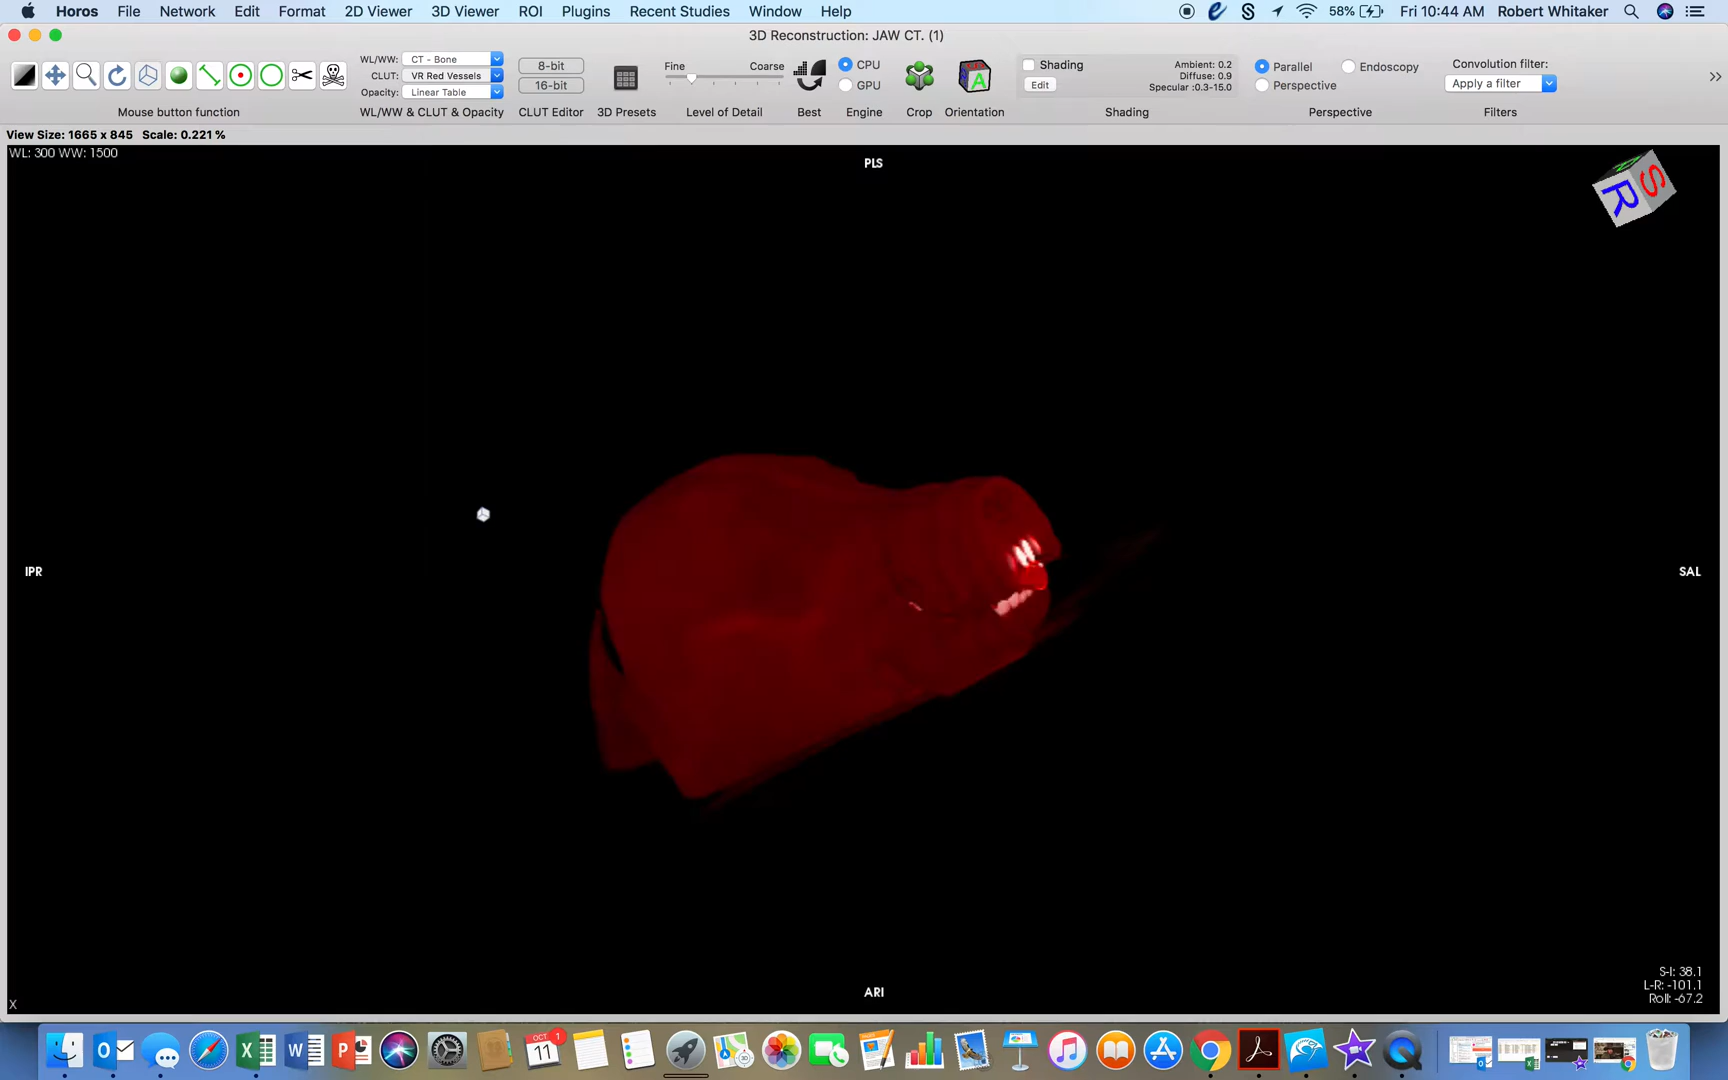 Horos File Network Edit Format 2D Viewer 3D Viewer ROI Plugins Recent Studies Window Help 58% Fri 10:44 AM Robert Whitaker
3D Reconstruction: JAW CT. (1)
WL/WW: CT - Bone
CLUT: VR Red Vessels
Opacity: Linear Table
8-bit
16-bit
Fine Coarse
CPU
GPU
Shading
Edit
Ambient: 0.2
Diffuse: 0.9
Specular :0.3-15.0
Parallel Endoscopy
Perspective
Convolution filter:
Apply a filter
Mouse button function WL/WW & CLUT & Opacity CLUT Editor 3D Presets Level of Detail Best Engine Crop Orientation Shading Perspective Filters
View Size: 1665 x 845 Scale: 0.221 %
WL: 300 WW: 1500
PLS
R S
IPR
SAL
S-I: 38.1
L-R: -101.1
Roll: -67.2
ARI
X
OCT 1
11